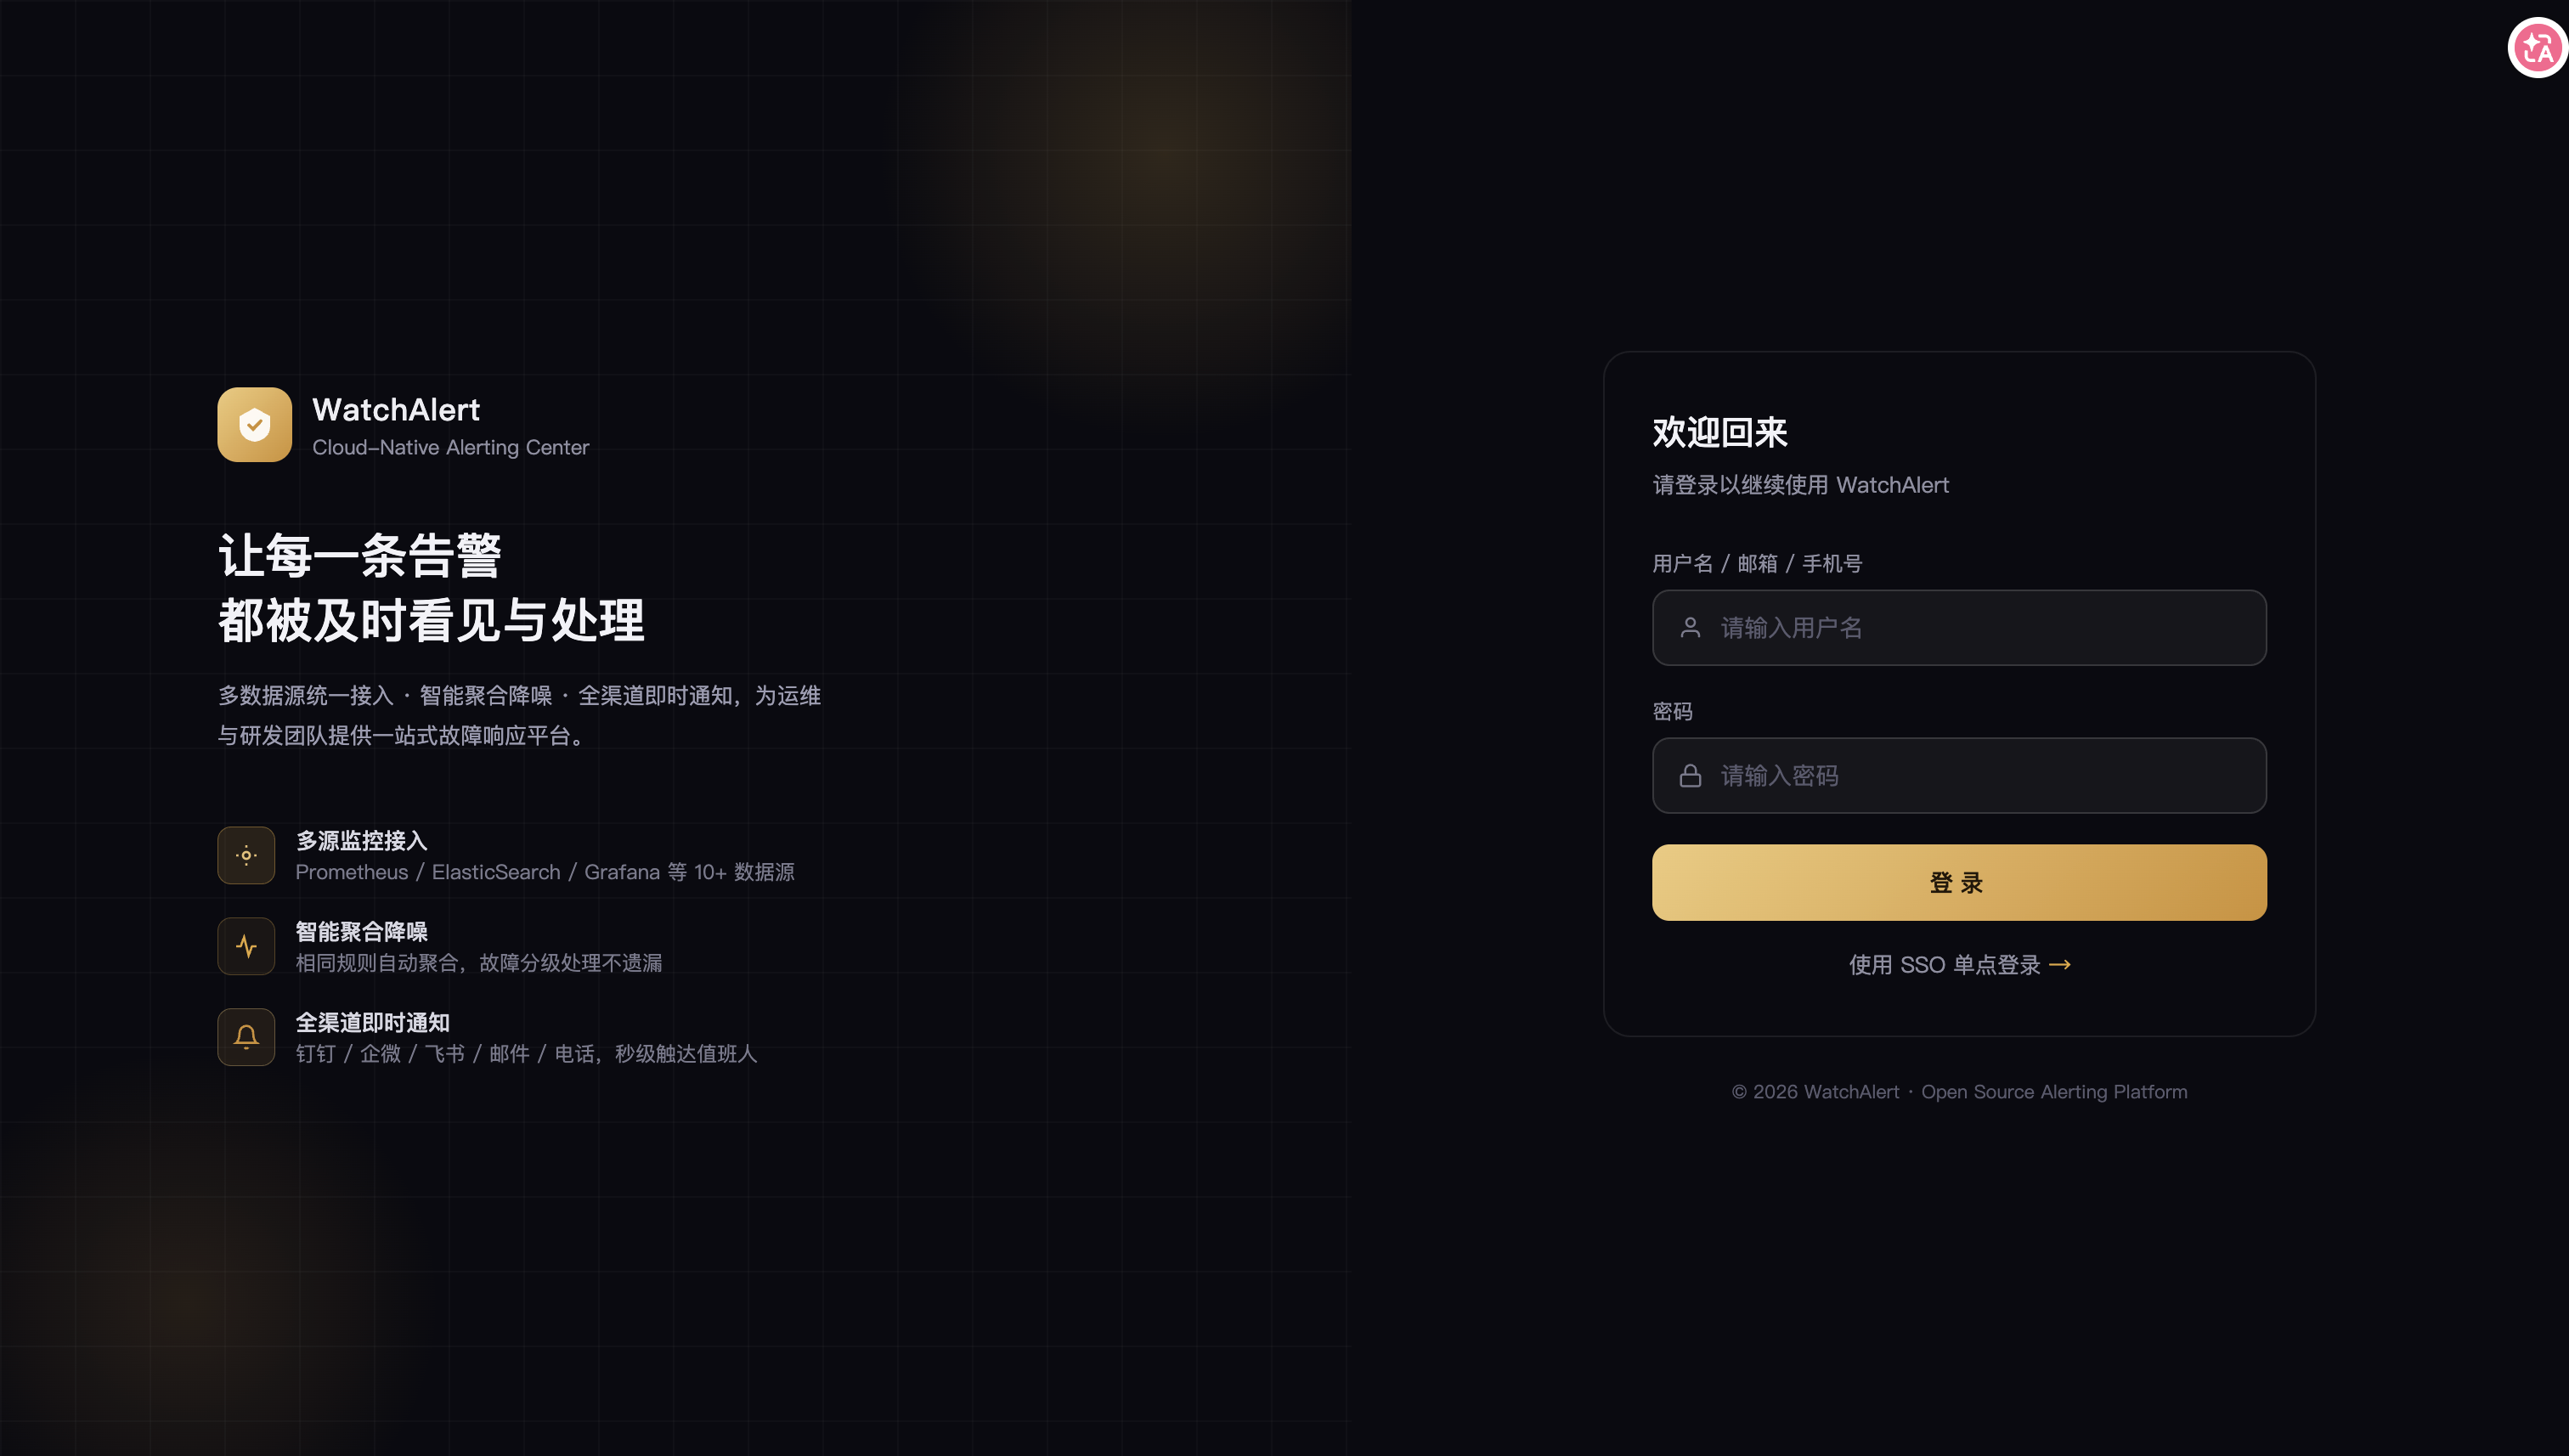 WatchAlert
Cloud-Native Alerting Center
让每一条告警
都被及时看见与处理
多数据源统一接入 · 智能聚合降噪 · 全渠道即时通知，为运维
与研发团队提供一站式故障响应平台。
多源监控接入
Prometheus / ElasticSearch / Grafana 等 10+ 数据源
智能聚合降噪
相同规则自动聚合，故障分级处理不遗漏
全渠道即时通知
钉钉 / 企微 / 飞书 / 邮件 / 电话，秒级触达值班人
欢迎回来
请登录以继续使用 WatchAlert
用户名 / 邮箱 / 手机号
请输入用户名
密码
请输入密码
登 录
使用 SSO 单点登录 →
© 2026 WatchAlert · Open Source Alerting Platform
A